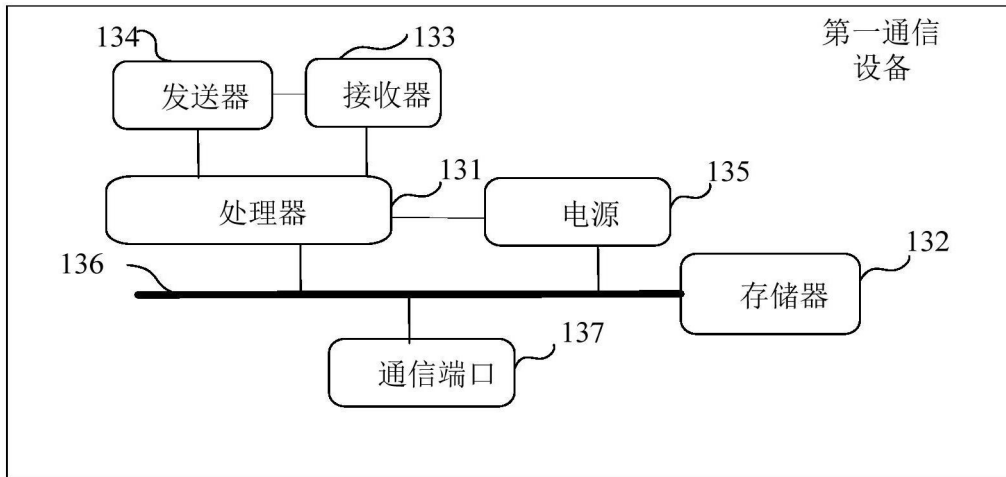 134
133
第一通信
设备
发送器
接收器
131
135
处理器
电源
132
136
存储器
137
通信端口